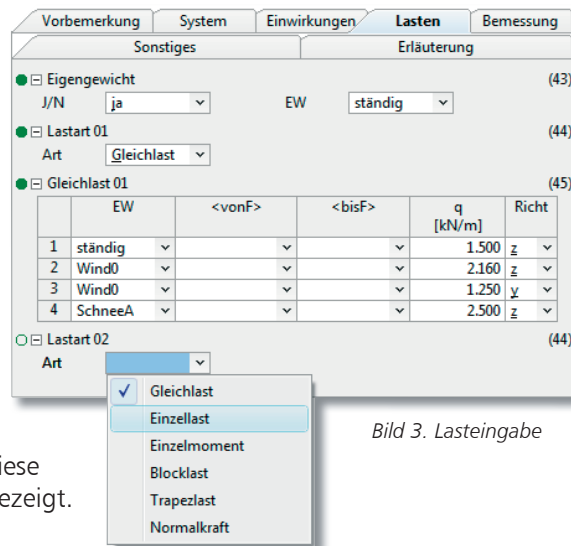 Vorbemerkung System Einwirkungen Lasten Bemessung
Sonstiges Erläuterung
Eigengewicht (43)
J/N ja EW ständig
Lastart 01 (44)
Art Gleichlast
Gleichlast 01 (45)
EW <vonF> <bisF> q [kN/m] Richt
1 ständig 1.500 z
2 Wind0 2.160 z
3 Wind0 1.250 y
4 SchneeA 2.500 z
Lastart 02 (44)
Art
Gleichlast
Einzellast
Einzelmoment
Blocklast
Trapezlast
Normalkraft
Bild 3. Lasteingabe
iese
ezeigt.